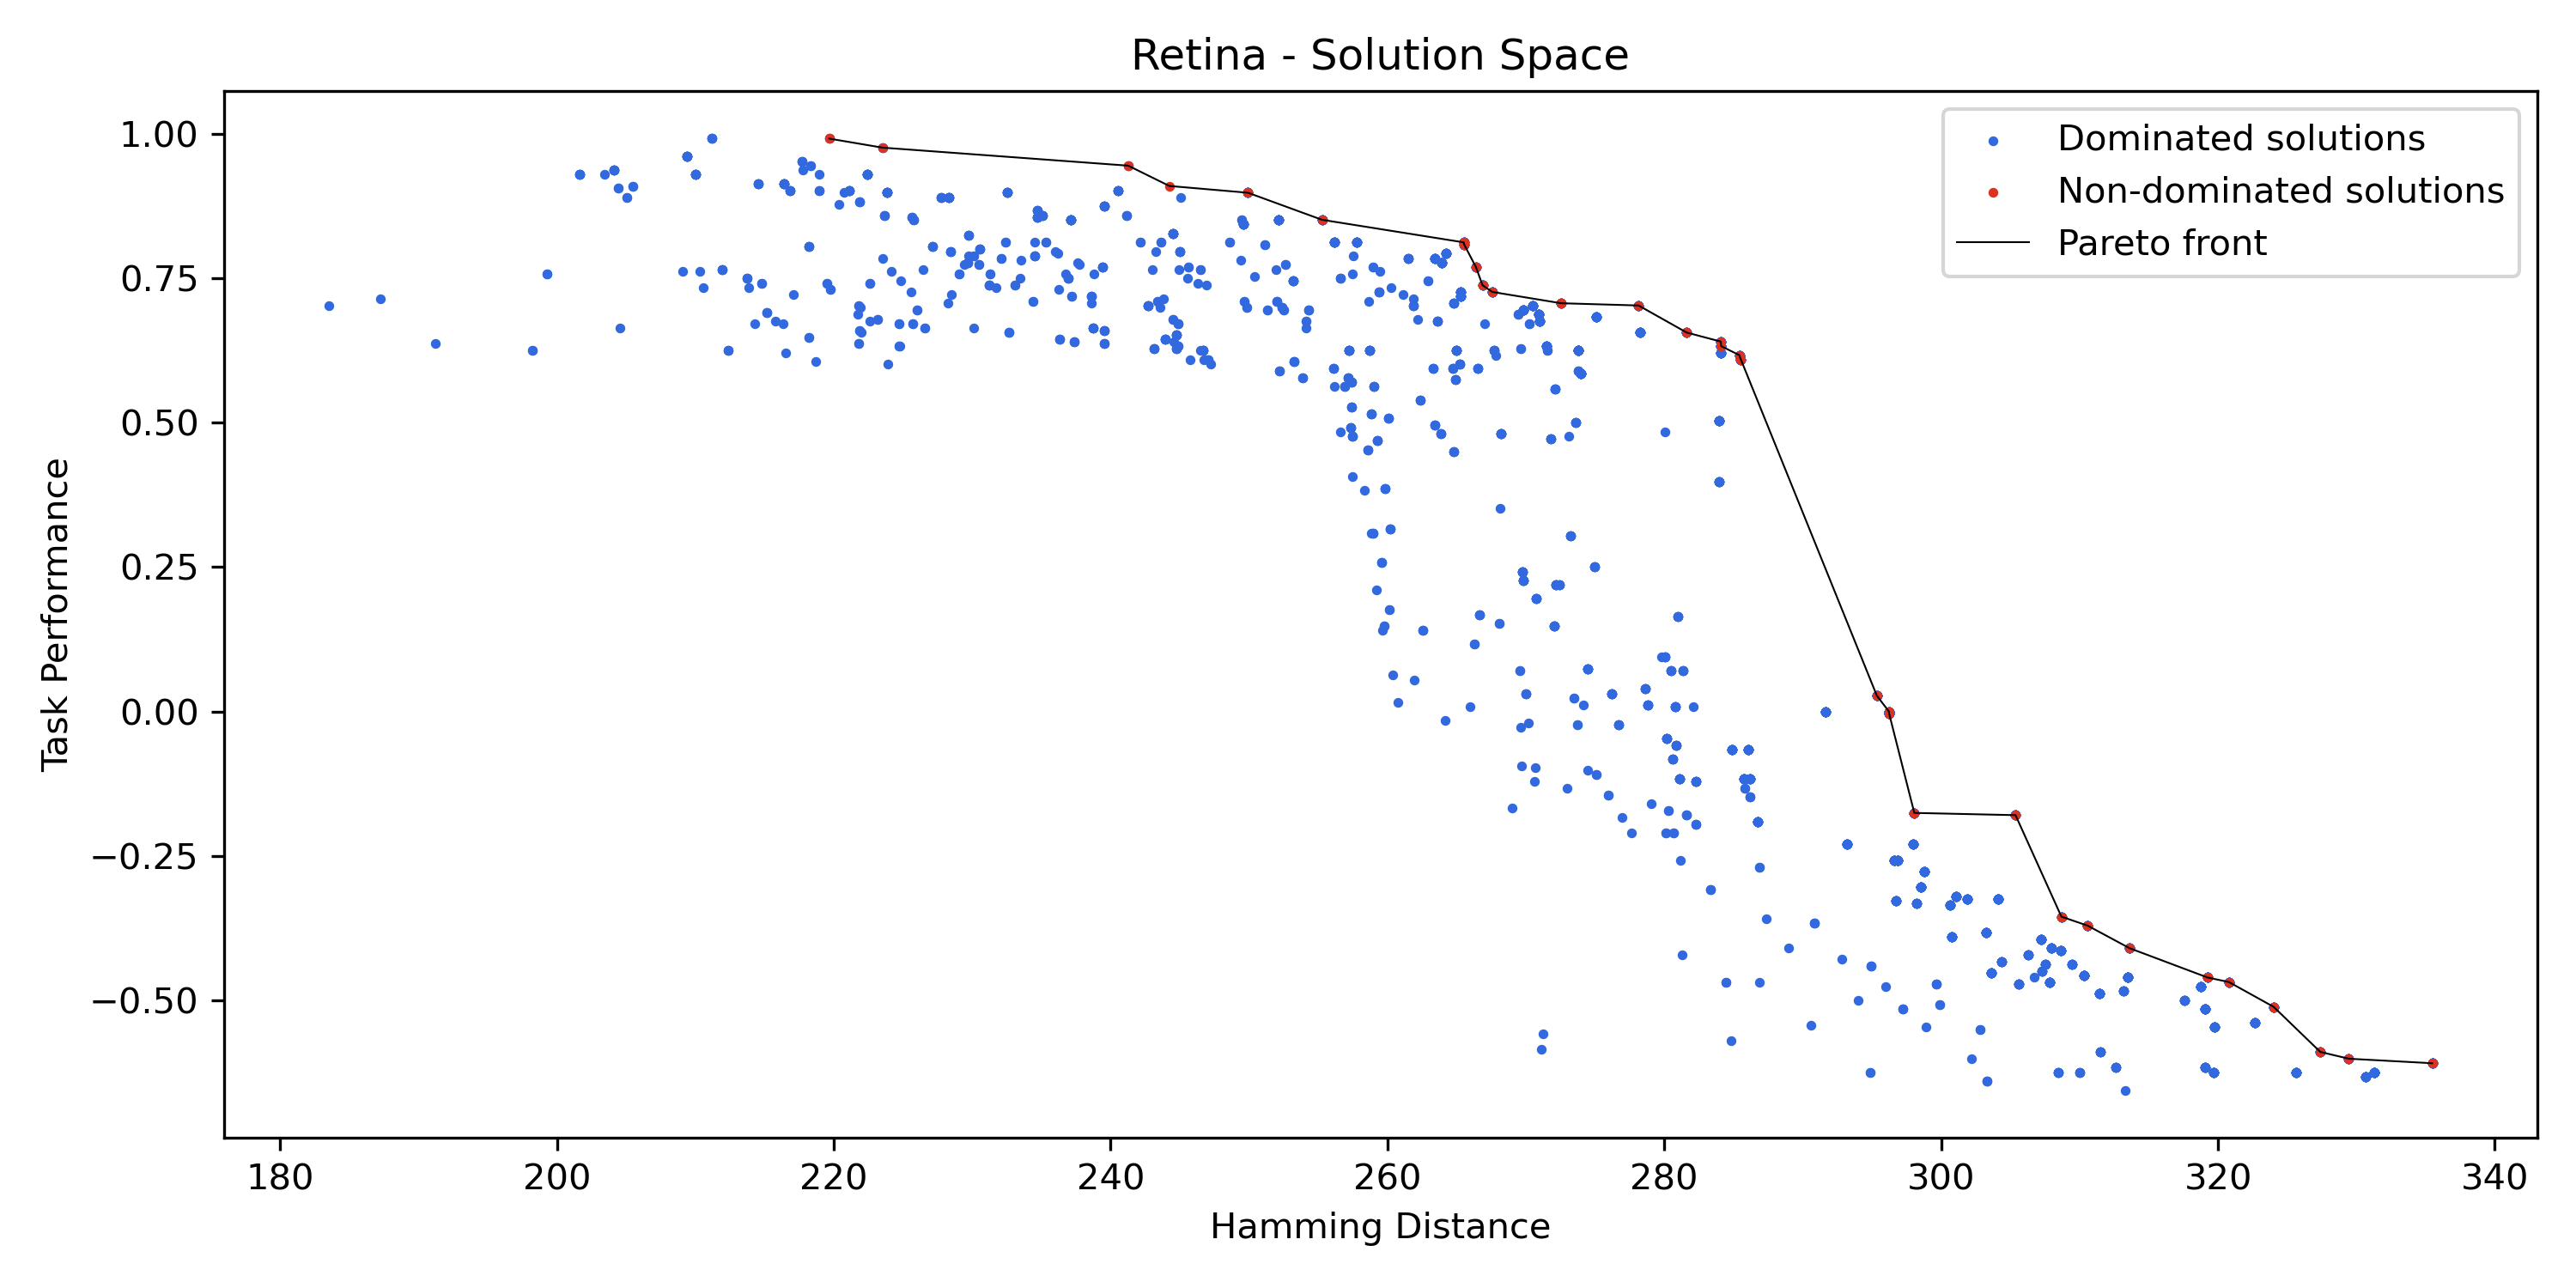 Retina - Solution Space
Dominated solutions
Non-dominated solutions
Pareto front
Task Performance
1.00
0.75
0.50
0.25
0.00
−0.25
−0.50
180 200 220 240 260 280 300 320 340
Hamming Distance